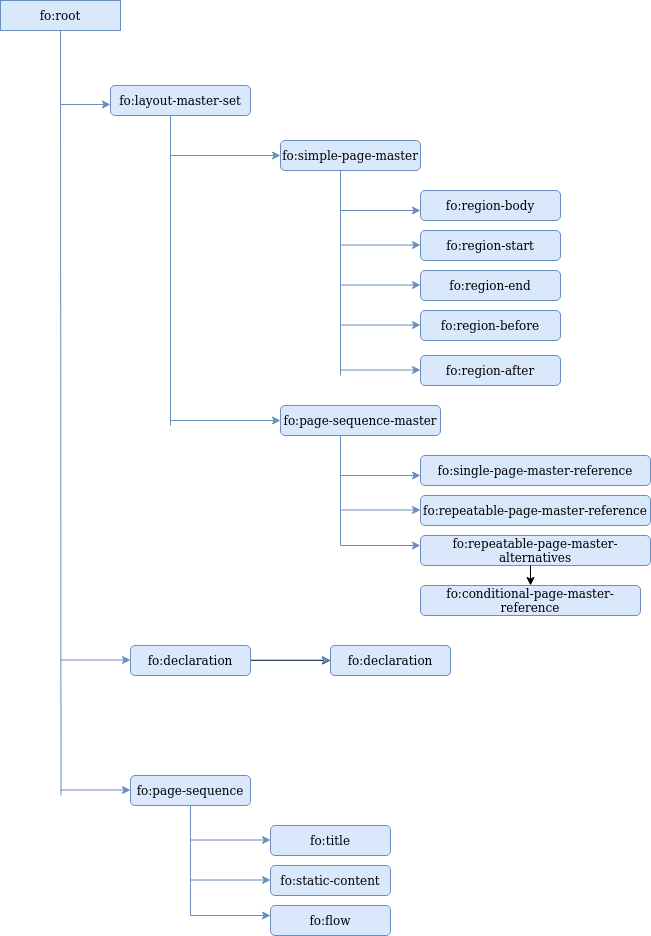 fo:root
fo:layout-master-set
fo:simple-page-master
fo:region-body
fo:region-start
fo:region-end
fo:region-before
fo:region-after
fo:page-sequence-master
fo:single-page-master-reference
fo:repeatable-page-master-reference
fo:repeatable-page-master-
alternatives
fo:conditional-page-master-
reference
fo:declaration
fo:declaration
fo:page-sequence
fo:title
fo:static-content
fo:flow